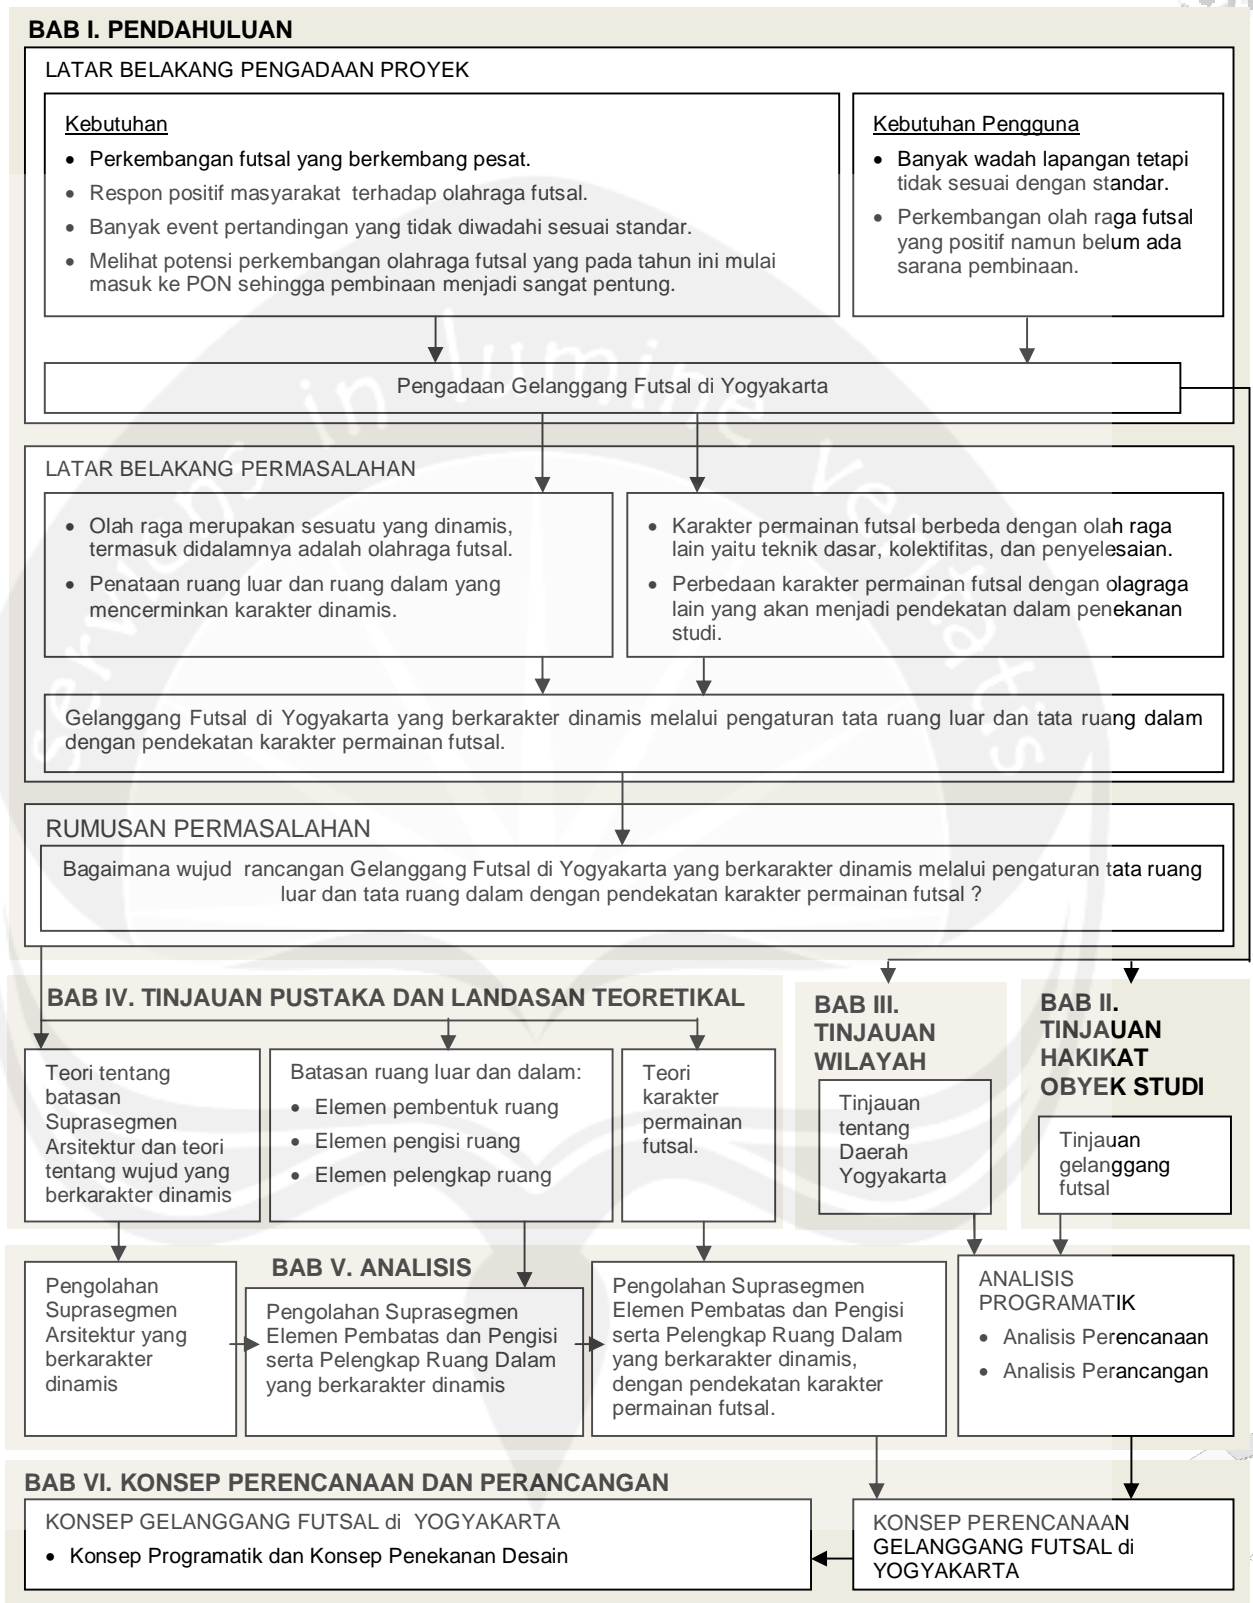 BAB I. PENDAHULUAN
LATAR BELAKANG PENGADAAN PROYEK
Kebutuhan
• Perkembangan futsal yang berkembang pesat.
• Respon positif masyarakat terhadap olahraga futsal.
• Banyak event pertandingan yang tidak diwadahi sesuai standar.
• Melihat potensi perkembangan olahraga futsal yang pada tahun ini mulai
masuk ke PON sehingga pembinaan menjadi sangat pentung.
Kebutuhan Pengguna
• Banyak wadah lapangan tetapi
tidak sesuai dengan standar.
• Perkembangan olah raga futsal
yang positif namun belum ada
sarana pembinaan.
Pengadaan Gelanggang Futsal di Yogyakarta
LATAR BELAKANG PERMASALAHAN
• Olah raga merupakan sesuatu yang dinamis,
termasuk didalamnya adalah olahraga futsal.
• Penataan ruang luar dan ruang dalam yang
mencerminkan karakter dinamis.
• Karakter permainan futsal berbeda dengan olah raga
lain yaitu teknik dasar, kolektifitas, dan penyelesaian.
• Perbedaan karakter permainan futsal dengan olagraga
lain yang akan menjadi pendekatan dalam penekanan
studi.
Gelanggang Futsal di Yogyakarta yang berkarakter dinamis melalui pengaturan tata ruang luar dan tata ruang dalam
dengan pendekatan karakter permainan futsal.
RUMUSAN PERMASALAHAN
Bagaimana wujud rancangan Gelanggang Futsal di Yogyakarta yang berkarakter dinamis melalui pengaturan tata ruang
luar dan tata ruang dalam dengan pendekatan karakter permainan futsal ?
BAB IV. TINJAUAN PUSTAKA DAN LANDASAN TEORETIKAL
Teori tentang
batasan
Suprasegmen
Arsitektur dan teori
tentang wujud yang
berkarakter dinamis
Batasan ruang luar dan dalam:
• Elemen pembentuk ruang
• Elemen pengisi ruang
• Elemen pelengkap ruang
Teori
karakter
permainan
futsal.
BAB III.
TINJAUAN
WILAYAH
Tinjauan
tentang
Daerah
Yogyakarta
BAB II.
TINJAUAN
HAKIKAT
OBYEK STUDI
Tinjauan
gelanggang
futsal
BAB V. ANALISIS
Pengolahan
Suprasegmen
Arsitektur yang
berkarakter
dinamis
Pengolahan Suprasegmen
Elemen Pembatas dan Pengisi
serta Pelengkap Ruang Dalam
yang berkarakter dinamis
Pengolahan Suprasegmen
Elemen Pembatas dan Pengisi
serta Pelengkap Ruang Dalam
yang berkarakter dinamis,
dengan pendekatan karakter
permainan futsal.
ANALISIS
PROGRAMATIK
• Analisis Perencanaan
• Analisis Perancangan
BAB VI. KONSEP PERENCANAAN DAN PERANCANGAN
KONSEP GELANGGANG FUTSAL di YOGYAKARTA
• Konsep Programatik dan Konsep Penekanan Desain
KONSEP PERENCANAAN
GELANGGANG FUTSAL di
YOGYAKARTA
serviens in lumine veritatis